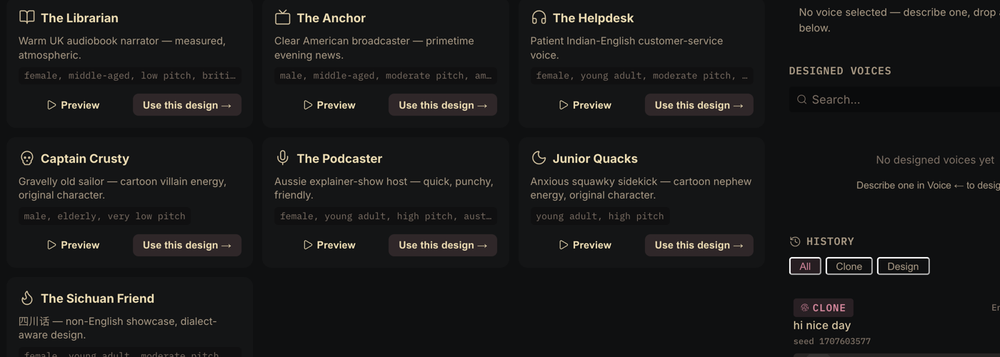 The Librarian
Warm UK audiobook narrator — measured,
atmospheric.
female, middle-aged, low pitch, briti…
Preview
Use this design →
The Anchor
Clear American broadcaster — primetime
evening news.
male, middle-aged, moderate pitch, am…
Preview
Use this design →
The Helpdesk
Patient Indian-English customer-service
voice.
female, young adult, moderate pitch, …
Preview
Use this design →
Captain Crusty
Gravelly old sailor — cartoon villain energy,
original character.
male, elderly, very low pitch
Preview
Use this design →
The Podcaster
Aussie explainer-show host — quick, punchy,
friendly.
female, young adult, high pitch, aust…
Preview
Use this design →
Junior Quacks
Anxious squawky sidekick — cartoon nephew
energy, original character.
young adult, high pitch
Preview
Use this design →
The Sichuan Friend
四川话 — non-English showcase, dialect-
aware design.
female, young adult, moderate pitch
No voice selected — describe one, drop
below.
DESIGNED VOICES
Search...
No designed voices yet
Describe one in Voice ← to desig
HISTORY
All
Clone
Design
CLONE
hi nice day
seed 1707603577